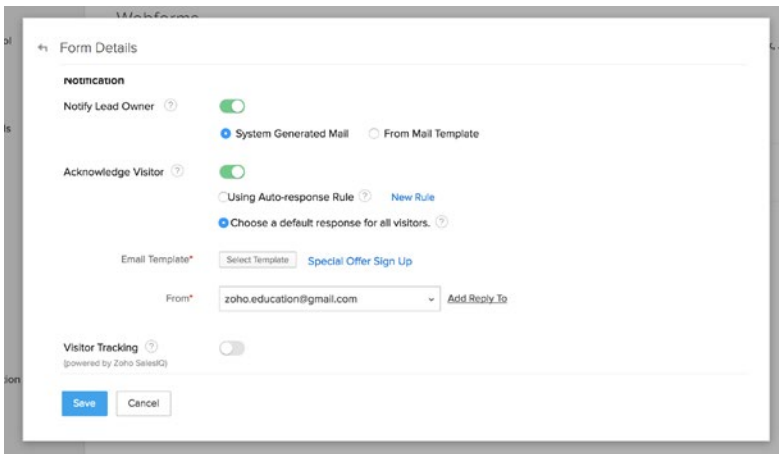 Webforms
Form Details
Notification
Notify Lead Owner ?
System Generated Mail From Mail Template
Acknowledge Visitor ?
Using Auto-response Rule ? New Rule
Choose a default response for all visitors. ?
Email Template* Select Template Special Offer Sign Up
From* zoho.education@gmail.com Add Reply To
Visitor Tracking ?
(powered by Zoho SalesIQ)
Save Cancel